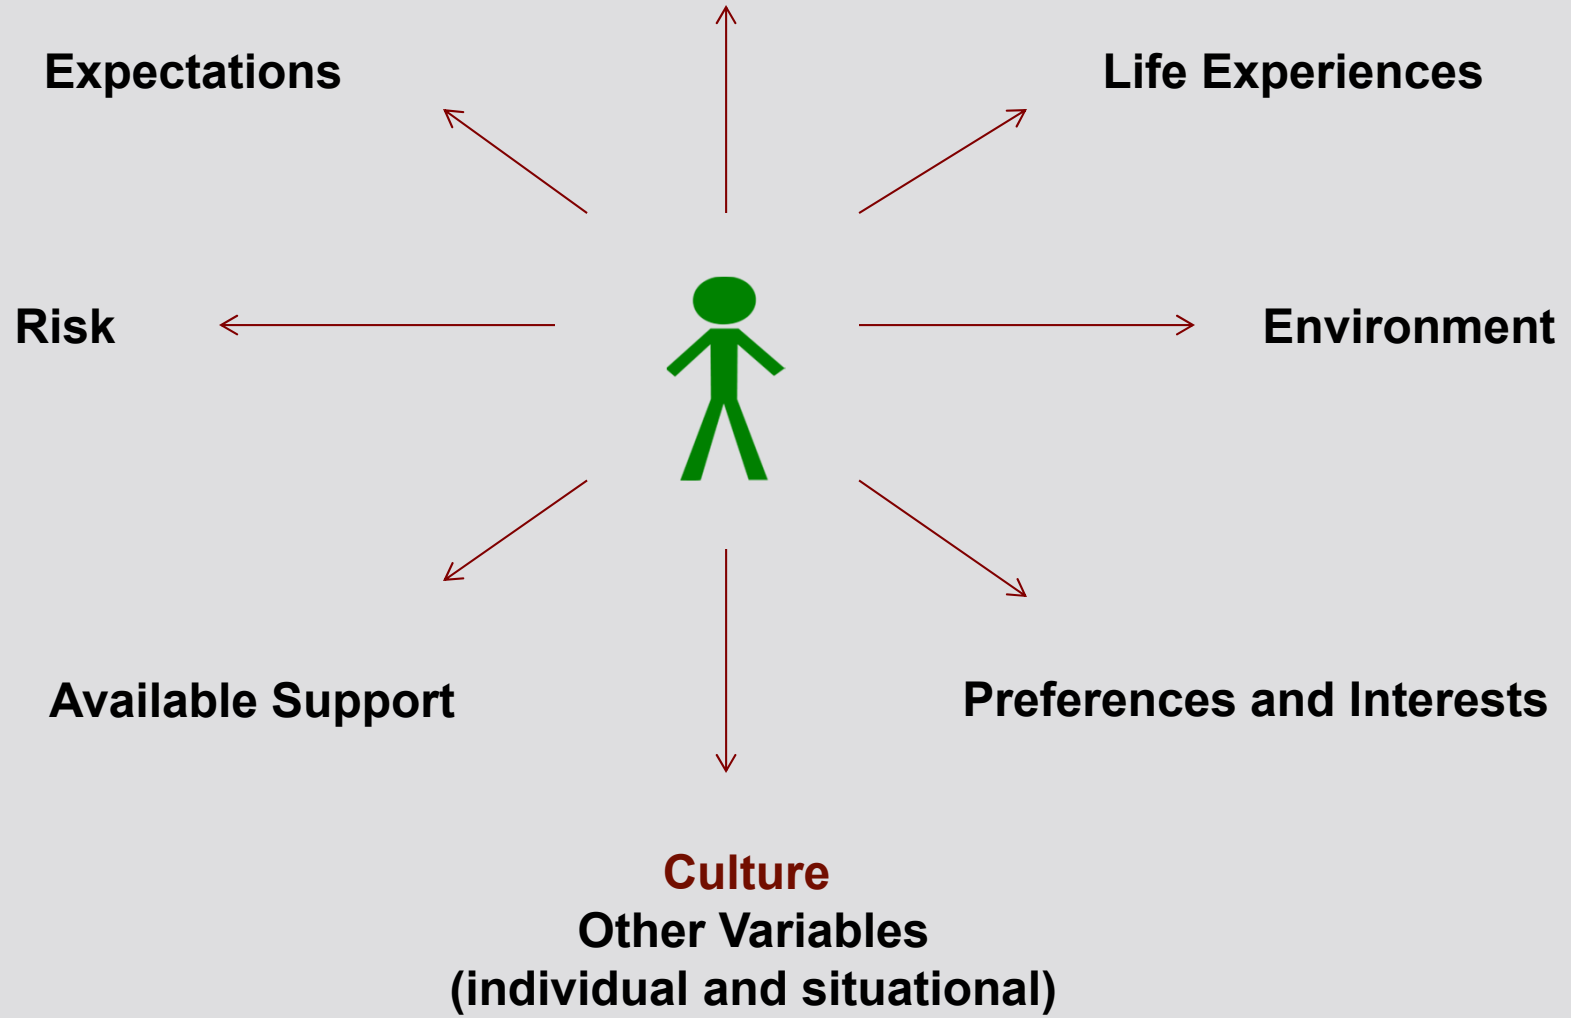 Expectations
Life Experiences
Risk
Environment
Available Support
Preferences and Interests
Culture
Other Variables
(individual and situational)